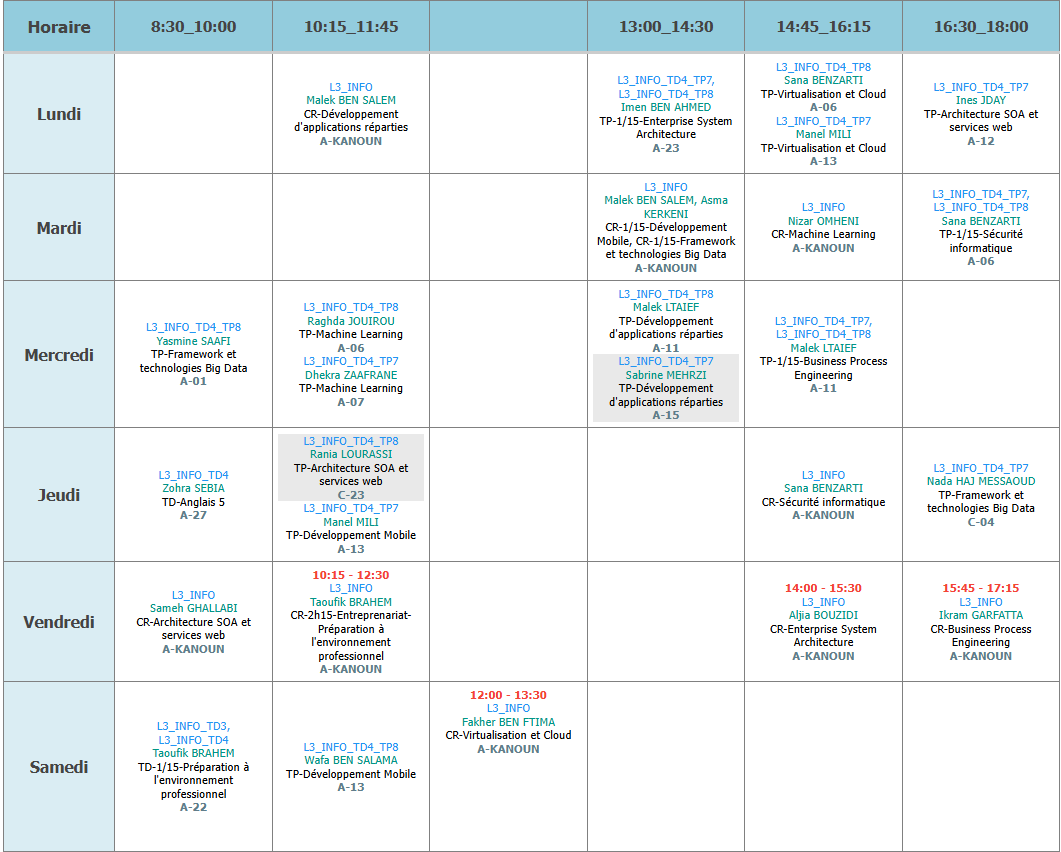 Horaire
8:30_10:00
10:15_11:45
13:00_14:30
14:45_16:15
16:30_18:00
Lundi
L3_INFO
Malek BEN SALEM
CR-Développement
d'applications réparties
A-KANOUN
L3_INFO_TD4_TP7,
L3_INFO_TD4_TP8
Imen BEN AHMED
TP-1/15-Enterprise System
Architecture
A-23
L3_INFO_TD4_TP8
Sana BENZARTI
TP-Virtualisation et Cloud
A-06
L3_INFO_TD4_TP7
Manel MILI
TP-Virtualisation et Cloud
A-13
L3_INFO_TD4_TP7
Ines JDAY
TP-Architecture SOA et
services web
A-12
Mardi
L3_INFO
Malek BEN SALEM, Asma
KERKENI
CR-1/15-Développement
Mobile, CR-1/15-Framework
et technologies Big Data
A-KANOUN
L3_INFO
Nizar OMHENI
CR-Machine Learning
A-KANOUN
L3_INFO_TD4_TP7,
L3_INFO_TD4_TP8
Sana BENZARTI
TP-1/15-Sécurité
informatique
A-06
Mercredi
L3_INFO_TD4_TP8
Yasmine SAAFI
TP-Framework et
technologies Big Data
A-01
L3_INFO_TD4_TP8
Raghda JOUIROU
TP-Machine Learning
A-06
L3_INFO_TD4_TP7
Dhekra ZAAFRANE
TP-Machine Learning
A-07
L3_INFO_TD4_TP8
Malek LTAIEF
TP-Développement
d'applications réparties
A-11
L3_INFO_TD4_TP7
Sabrine MEHRZI
TP-Développement
d'applications réparties
A-15
L3_INFO_TD4_TP7,
L3_INFO_TD4_TP8
Malek LTAIEF
TP-1/15-Business Process
Engineering
A-11
Jeudi
L3_INFO_TD4
Zohra SEBIA
TD-Anglais 5
A-27
L3_INFO_TD4_TP8
Rania LOURASSI
TP-Architecture SOA et
services web
C-23
L3_INFO_TD4_TP7
Manel MILI
TP-Développement Mobile
A-13
L3_INFO
Sana BENZARTI
CR-Sécurité informatique
A-KANOUN
L3_INFO_TD4_TP7
Nada HAJ MESSAOUD
TP-Framework et
technologies Big Data
C-04
Vendredi
L3_INFO
Sameh GHALLABI
CR-Architecture SOA et
services web
A-KANOUN
10:15 - 12:30
L3_INFO
Taoufik BRAHEM
CR-2h15-Entreprenariat-
Préparation à
l'environnement
professionnel
A-KANOUN
14:00 - 15:30
L3_INFO
Aljia BOUZIDI
CR-Enterprise System
Architecture
A-KANOUN
15:45 - 17:15
L3_INFO
Ikram GARFATTA
CR-Business Process
Engineering
A-KANOUN
Samedi
L3_INFO_TD3,
L3_INFO_TD4
Taoufik BRAHEM
TD-1/15-Préparation à
l'environnement
professionnel
A-22
L3_INFO_TD4_TP8
Wafa BEN SALAMA
TP-Développement Mobile
A-13
12:00 - 13:30
L3_INFO
Fakher BEN FTIMA
CR-Virtualisation et Cloud
A-KANOUN